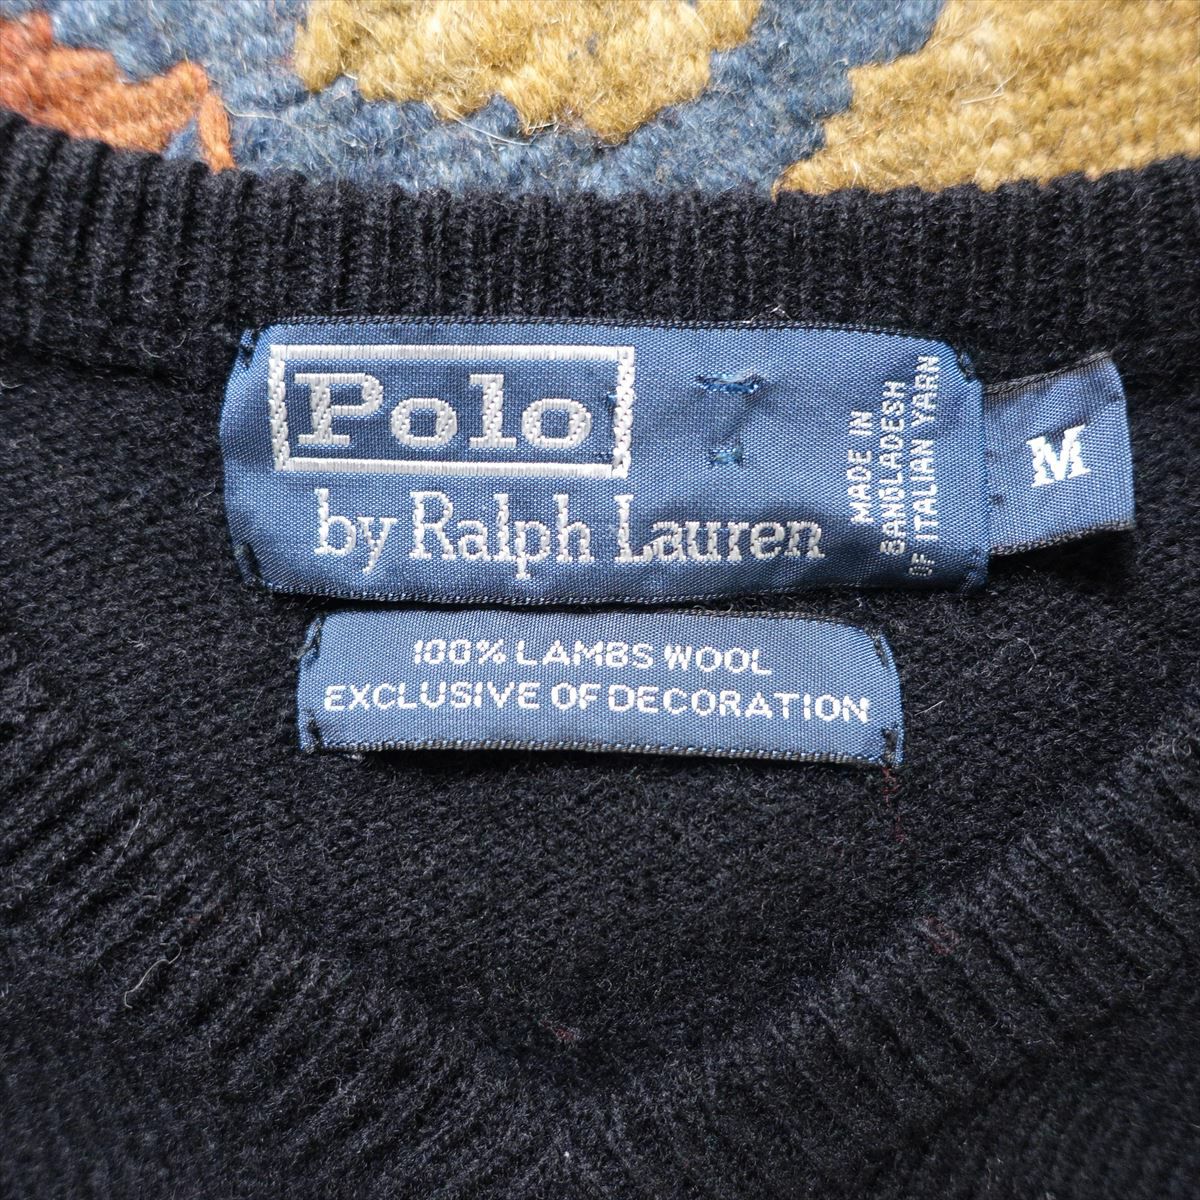 Polo
by Ralph Lauren
MADE IN
BANGLADESH
OF ITALIAN YARN
M
100% LAMBS WOOL
EXCLUSIVE OF DECORATION